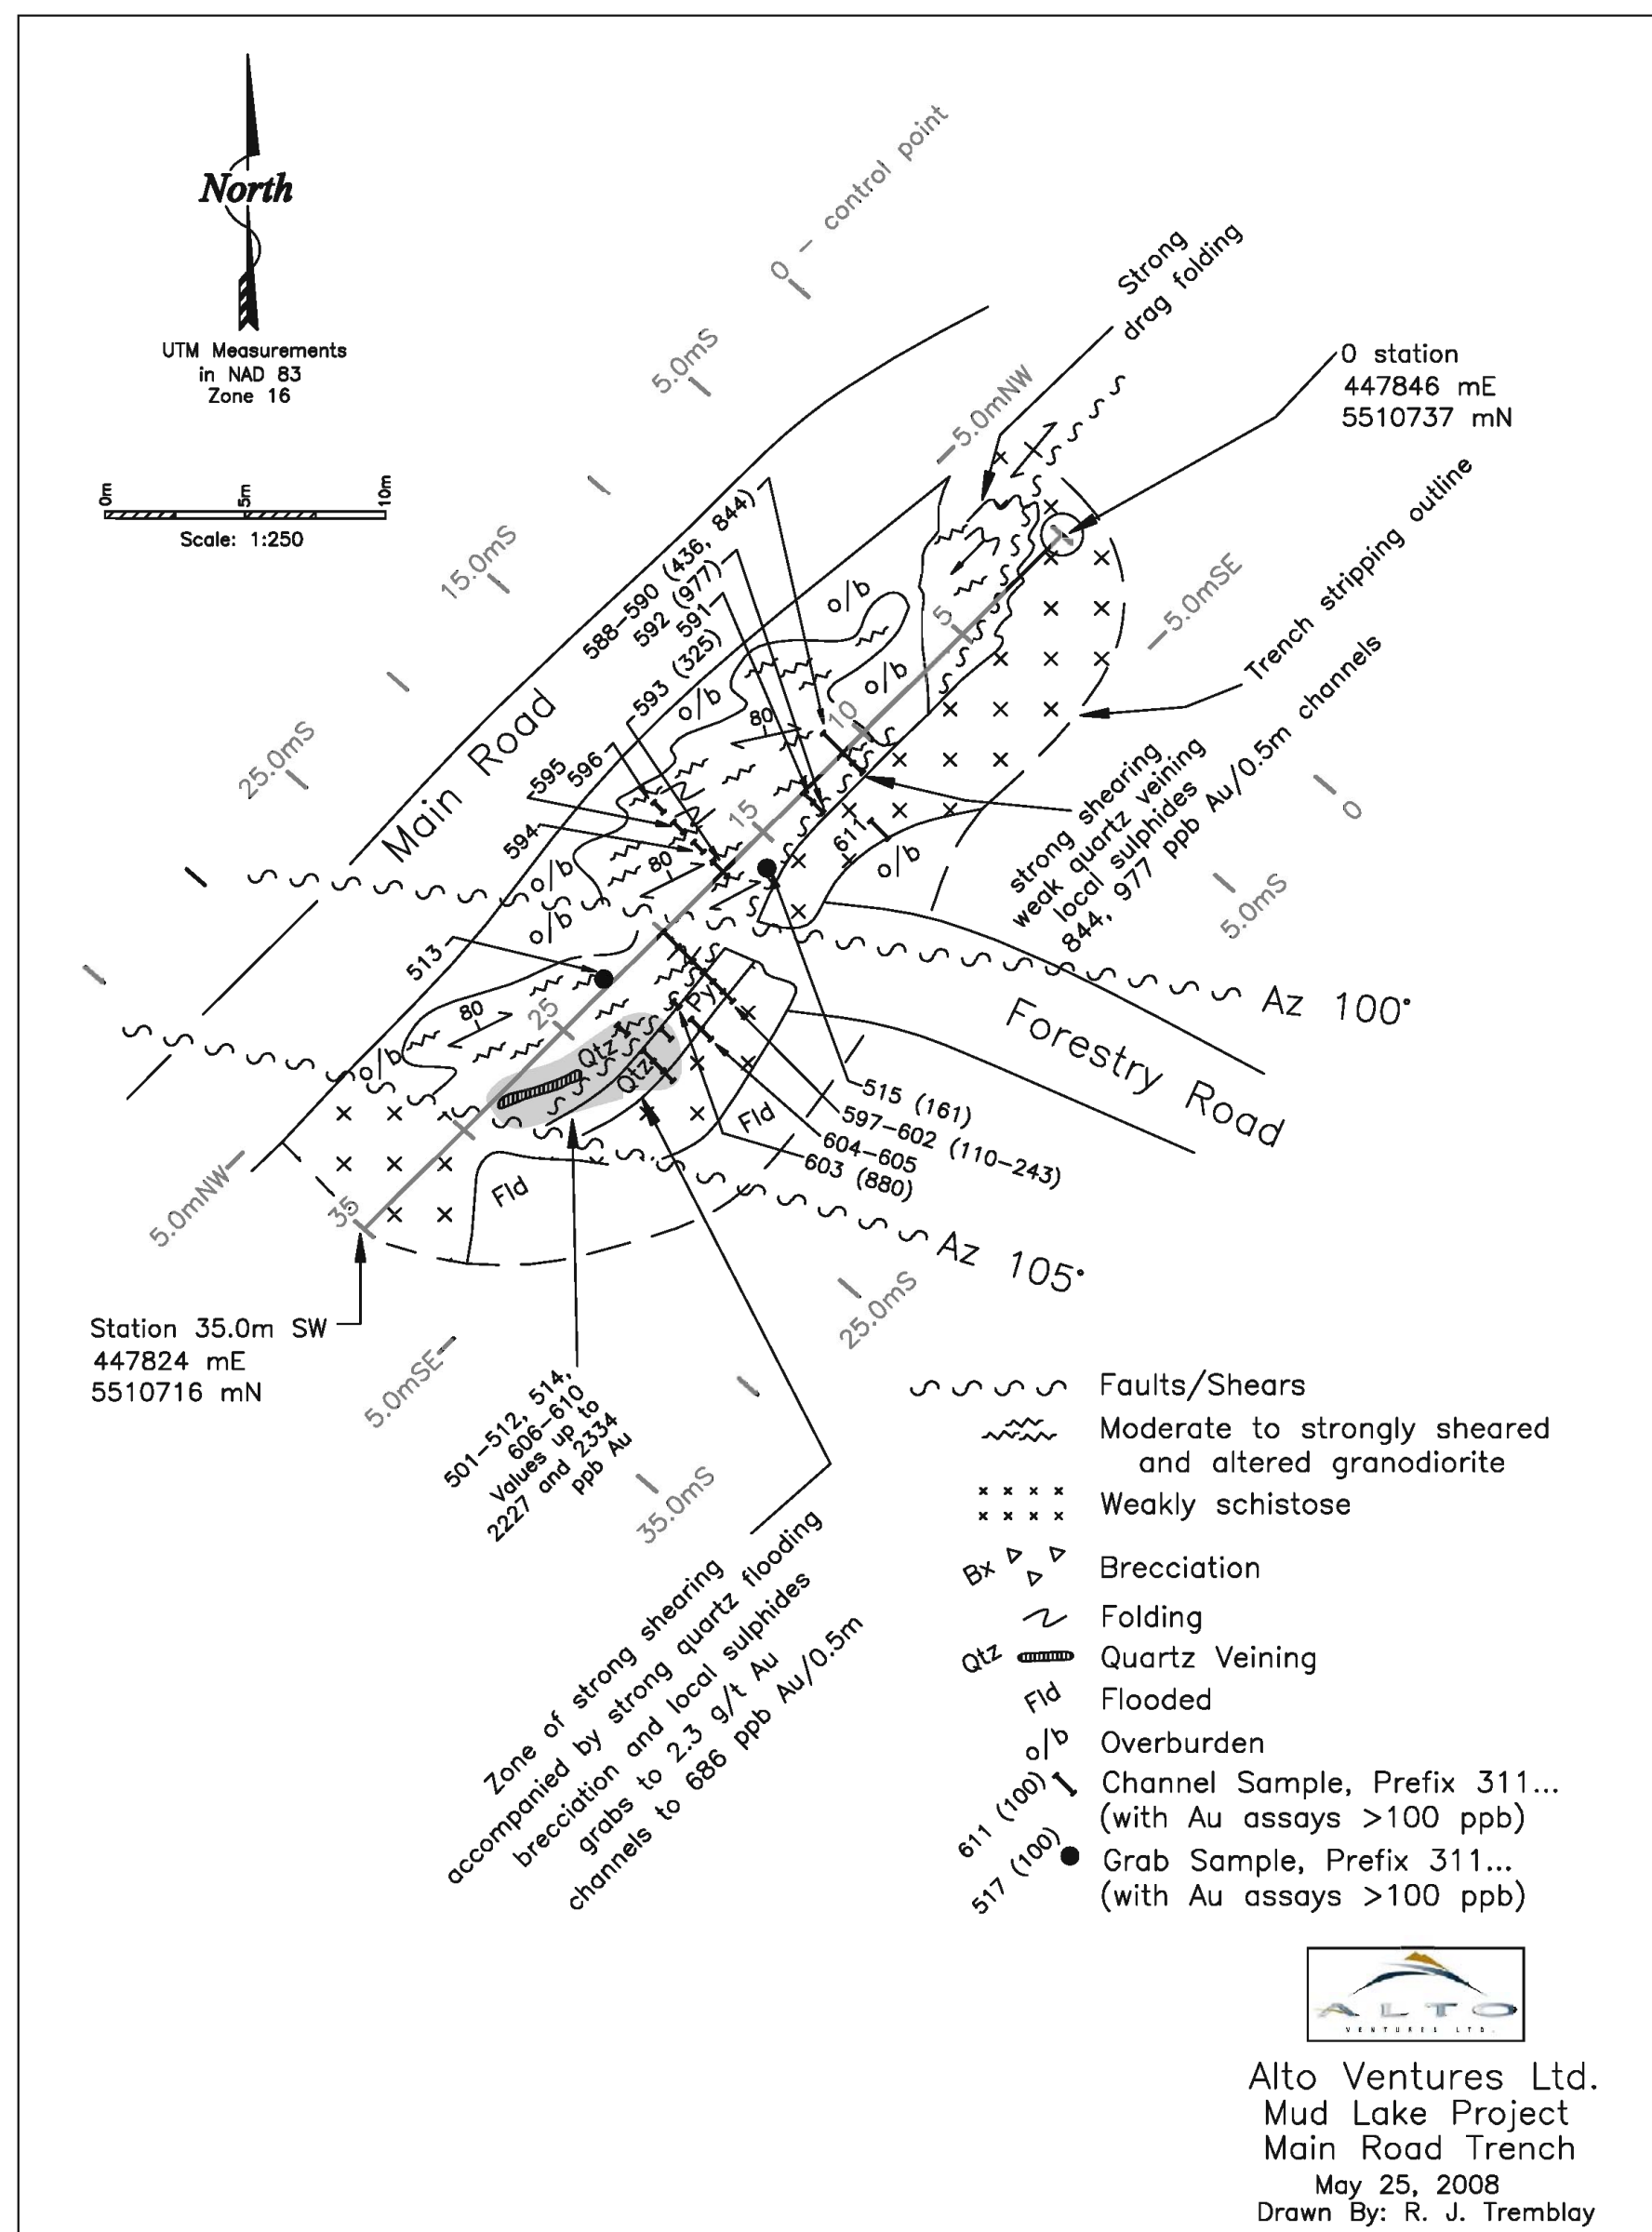 North
UTM Measurements
in NAD 83
Zone 16
0m
5m
10m
Scale: 1:250
0 - control point
5.0mS
15.0mS
25.0mS
Strong
drag folding
5.0mNW
0 station
447846 mE
5510737 mN
Trench stripping outline
5.0mSE
588-590 (436, 844)
592 (977)
591
593 (325)
596
595
594
513
Main Road
o/b
o/b
o/b
o/b
o/b
o/b
o/b
5
10
15
25
35
80
80
80
611
strong shearing
weak quartz veining
local sulphides
844, 977 ppb Au/0.5m channels
0
5.0mS
Az 100°
Forestry Road
Py
Qtz
Qtz
Fld
Fld
515 (161)
597-602 (110-243)
604-605
603 (880)
Az 105°
5.0mNW
5.0mSE
25.0mS
35.0mS
Station 35.0m SW
447824 mE
5510716 mN
501-512, 514,
606-610
Values up to
2227 and 2334
ppb Au
Zone of strong shearing
accompanied by strong quartz flooding
brecciation and local sulphides
grabs to 2.3 g/t Au
channels to 686 ppb Au/0.5m
Faults/Shears
Moderate to strongly sheared
and altered granodiorite
Weakly schistose
Bx Brecciation
Folding
Qtz Quartz Veining
Fld Flooded
o/b Overburden
611 (100) Channel Sample, Prefix 311...
(with Au assays >100 ppb)
517 (100) Grab Sample, Prefix 311...
(with Au assays >100 ppb)
ALTO
VENTURES LTD.
Alto Ventures Ltd.
Mud Lake Project
Main Road Trench
May 25, 2008
Drawn By: R. J. Tremblay